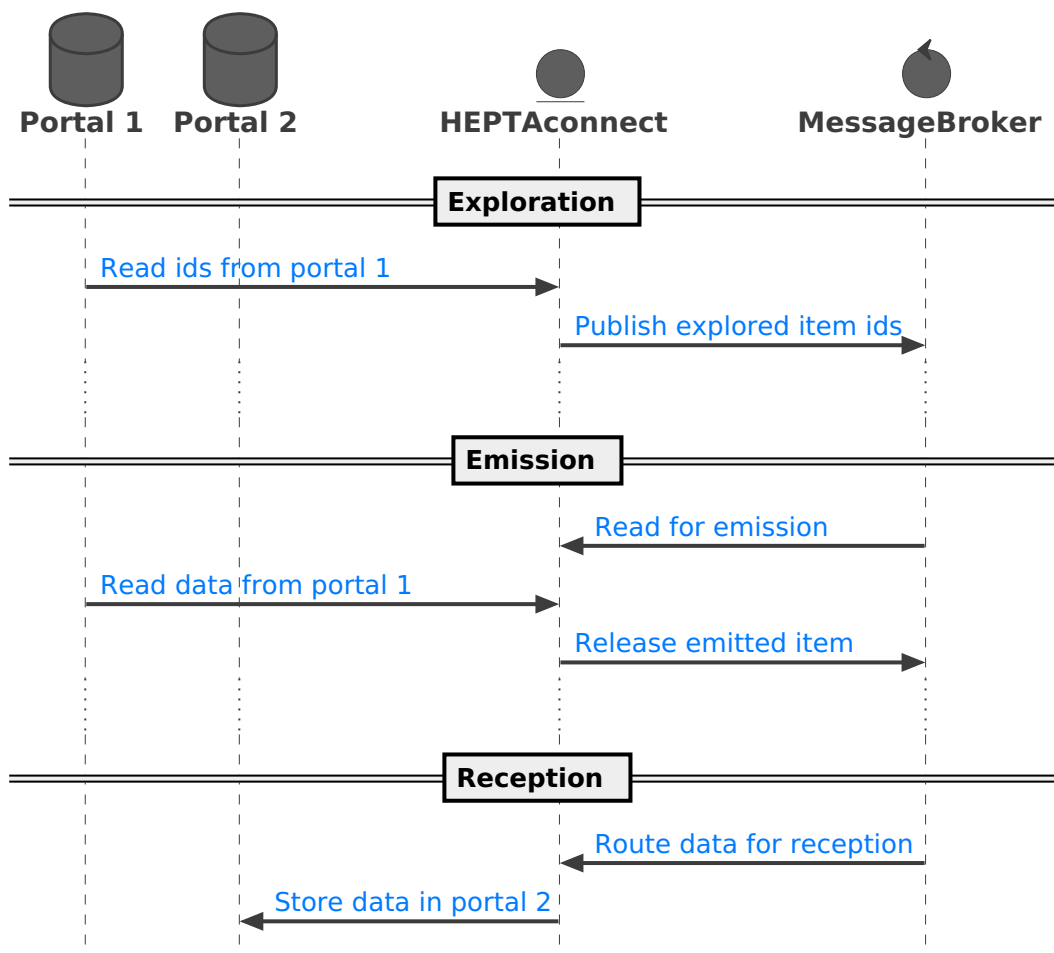 Portal 1 Portal 2 HEPTAconnect MessageBroker
Exploration
Read ids from portal 1
Publish explored item ids
Emission
Read for emission
Read data from portal 1
Release emitted item
Reception
Route data for reception
Store data in portal 2